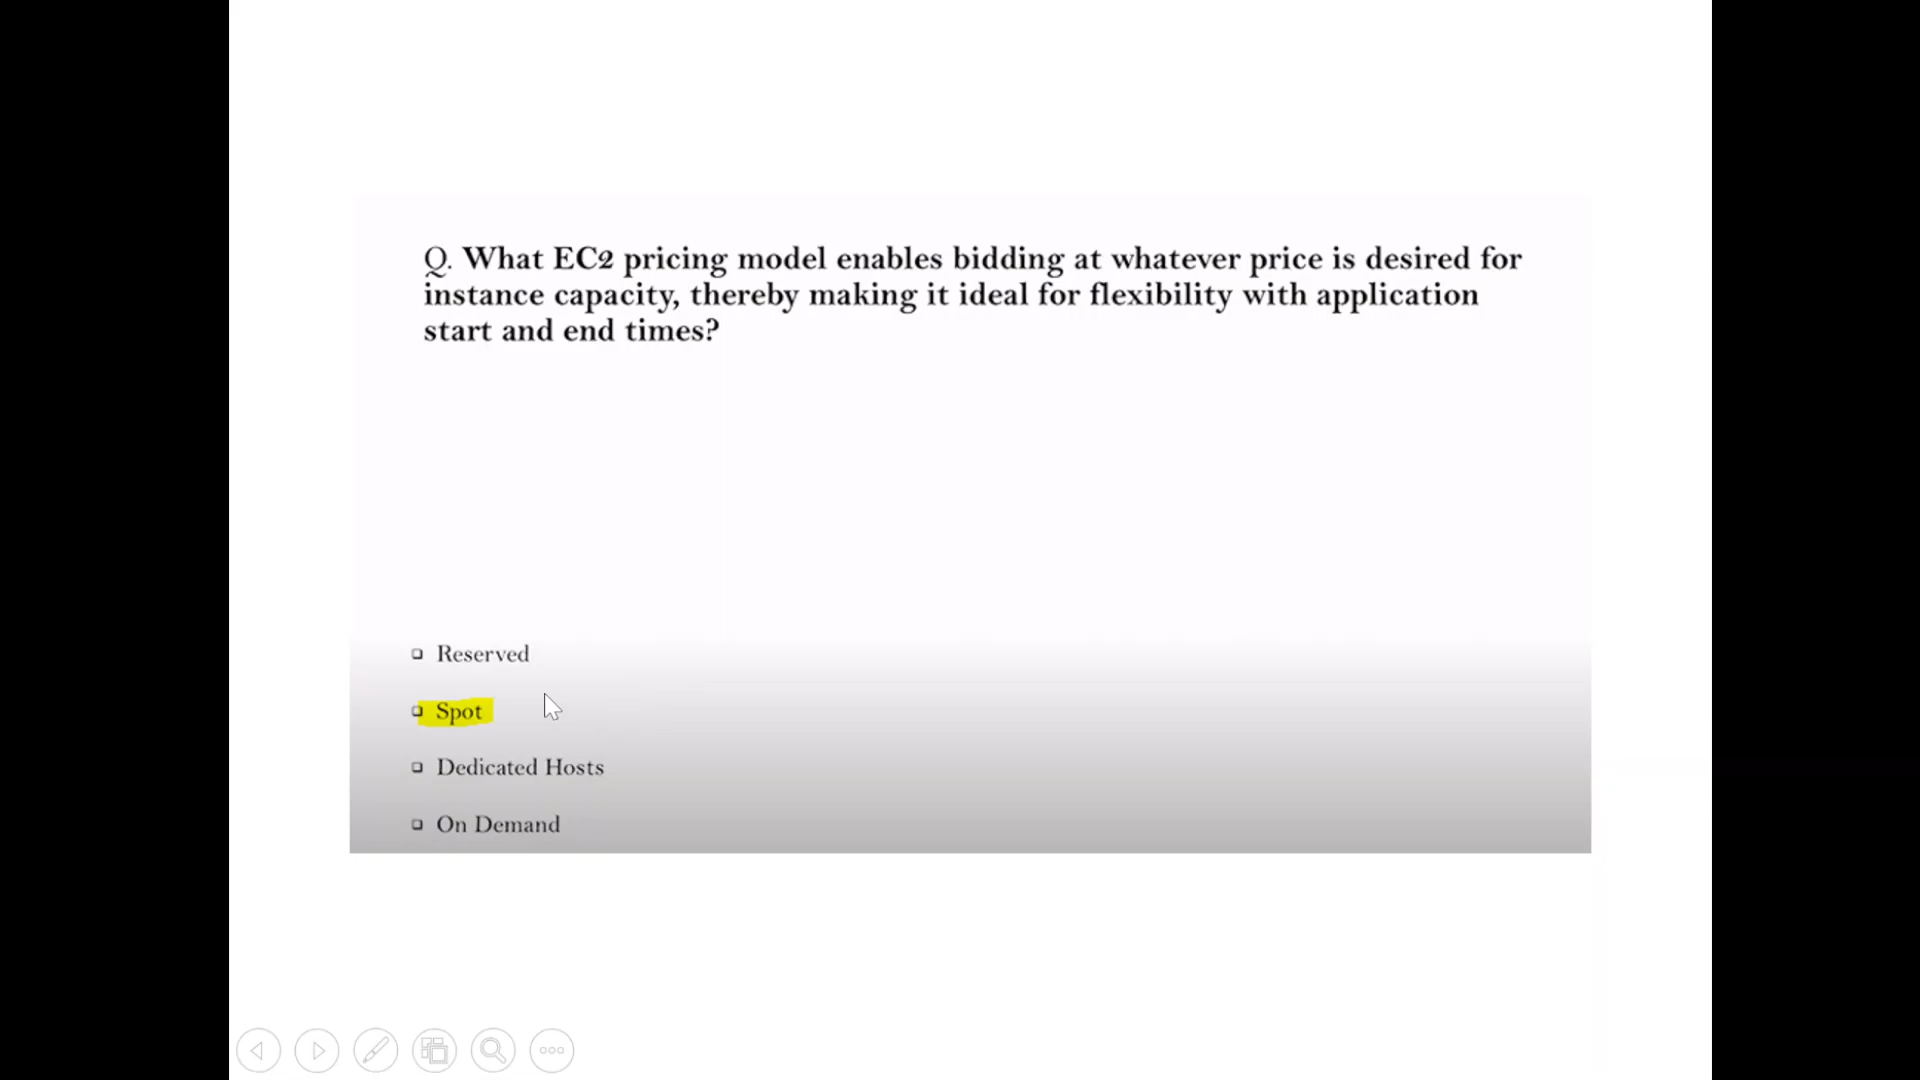 Q. What EC2 pricing model enables bidding at whatever price is desired for
instance capacity, thereby making it ideal for flexibility with application
start and end times?
Reserved
Spot
Dedicated Hosts
On Demand